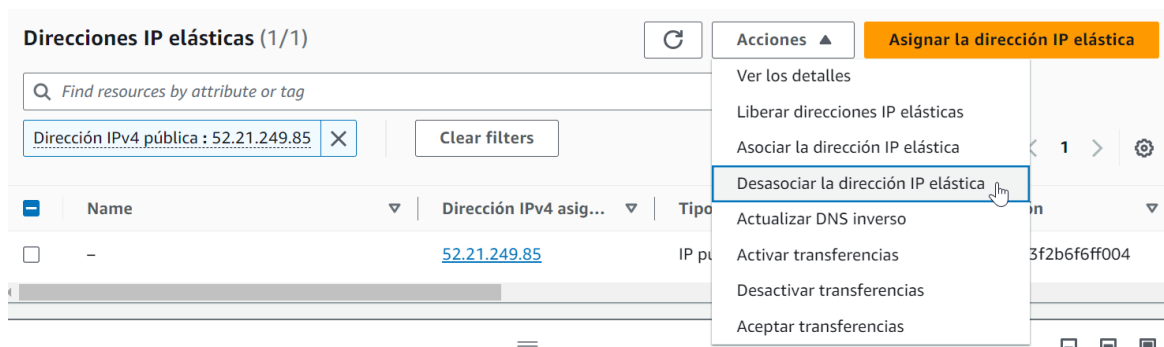 Direcciones IP elásticas (1/1)
Acciones ▲
Asignar la dirección IP elástica
Find resources by attribute or tag
Dirección IPv4 pública : 52.21.249.85
Clear filters
1
Ver los detalles
Liberar direcciones IP elásticas
Asociar la dirección IP elástica
Desasociar la dirección IP elástica
Actualizar DNS inverso
Activar transferencias
Desactivar transferencias
Aceptar transferencias
Name
Dirección IPv4 asig...
Tipo
–
52.21.249.85
IP
3f2b6f6ff004